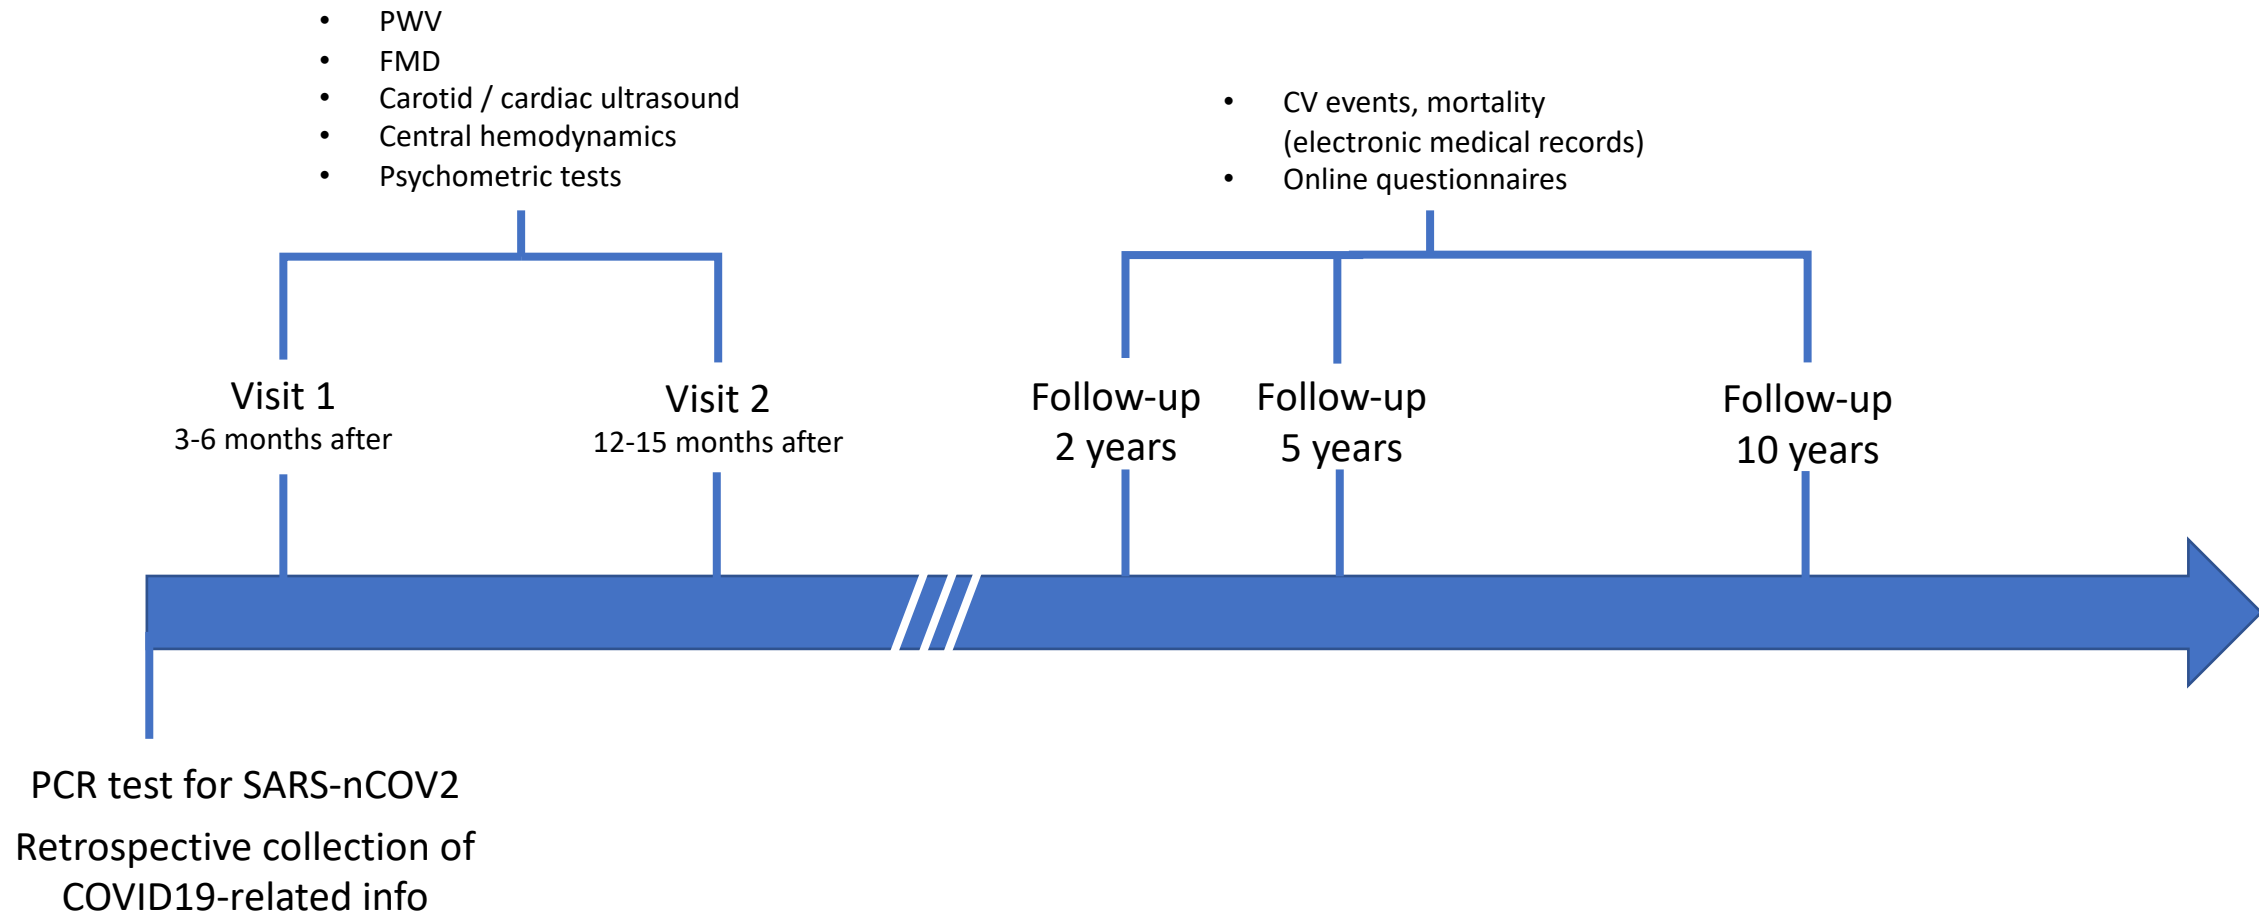 • PWV
• FMD
• Carotid / cardiac ultrasound
• Central hemodynamics
• Psychometric tests
• CV events, mortality
(electronic medical records)
• Online questionnaires
Visit 1
3-6 months after
Visit 2
12-15 months after
Follow-up
2 years
Follow-up
5 years
Follow-up
10 years
PCR test for SARS-nCOV2
Retrospective collection of
COVID19-related info